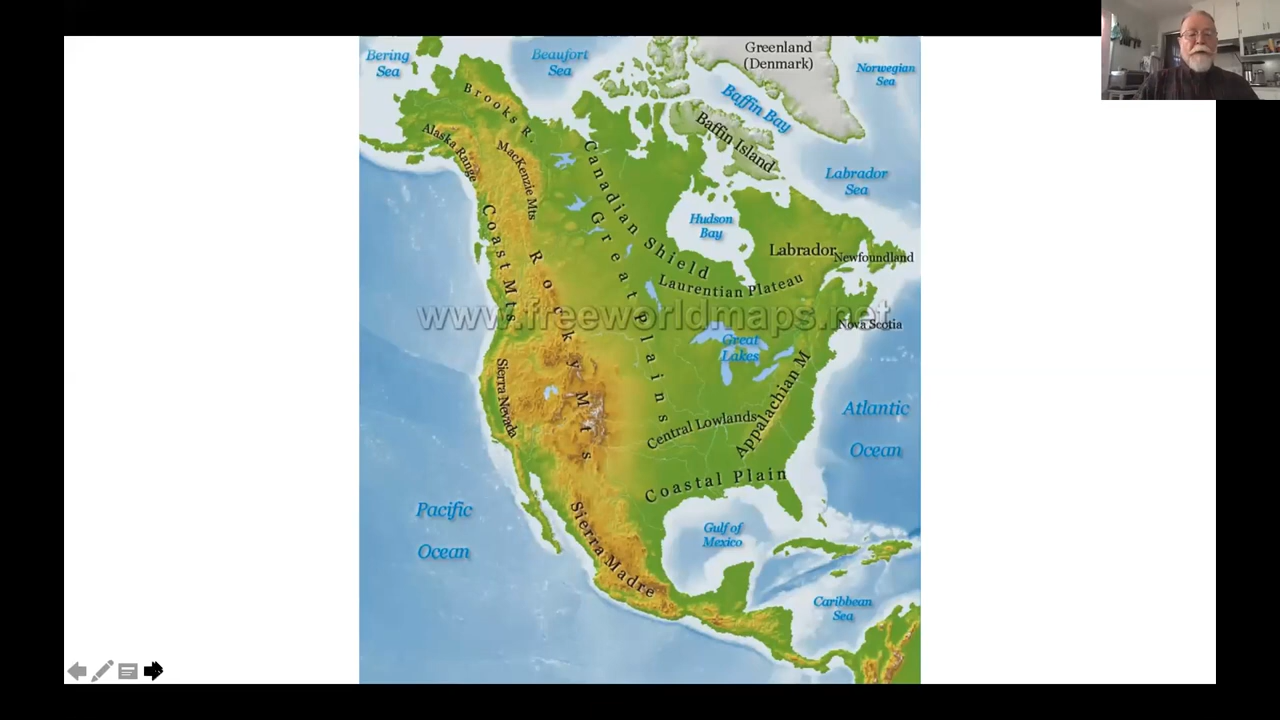 Greenland
(Denmark)
Bering
Sea
Beaufort
Sea
Norwegian
Sea
Baffin Bay
Brooks R.
Baffin Island
Alaska Range
MacKenzie Mts
Canadian Shield
Labrador
Sea
Hudson
Bay
Coast Mts
Great Plains
Labrador
Newfoundland
Rocky Mts
Laurentian Plateau
www.freeworldmaps.net
Nova Scotia
Great
Lakes
Sierra Nevada
Appalachian M
Atlantic
Ocean
Central Lowlands
Coastal Plain
Pacific
Ocean
Gulf of
Mexico
Sierra Madre
Caribbean
Sea